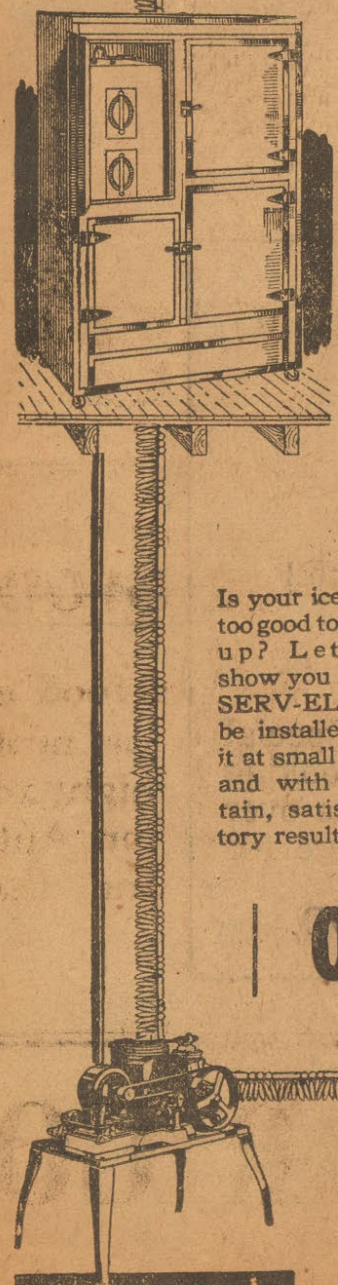 Is your ice
too good to
up? Let
show you
SERV-EL
be installe
it at small
and with
tain, satis
tory result